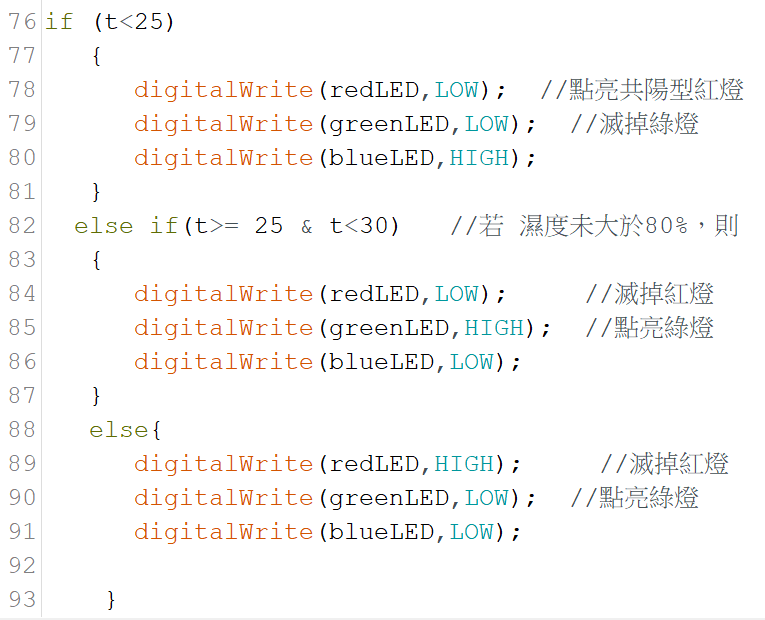 76 if (t<25)
77 {
78 digitalWrite(redLED,LOW); //點亮共陽型紅燈
79 digitalWrite(greenLED,LOW); //滅掉綠燈
80 digitalWrite(blueLED,HIGH);
81 }
82 else if(t>= 25 & t<30) //若 濕度未大於80%，則
83 {
84 digitalWrite(redLED,LOW); //滅掉紅燈
85 digitalWrite(greenLED,HIGH); //點亮綠燈
86 digitalWrite(blueLED,LOW);
87 }
88 else{
89 digitalWrite(redLED,HIGH); //滅掉紅燈
90 digitalWrite(greenLED,LOW); //點亮綠燈
91 digitalWrite(blueLED,LOW);
92
93 }